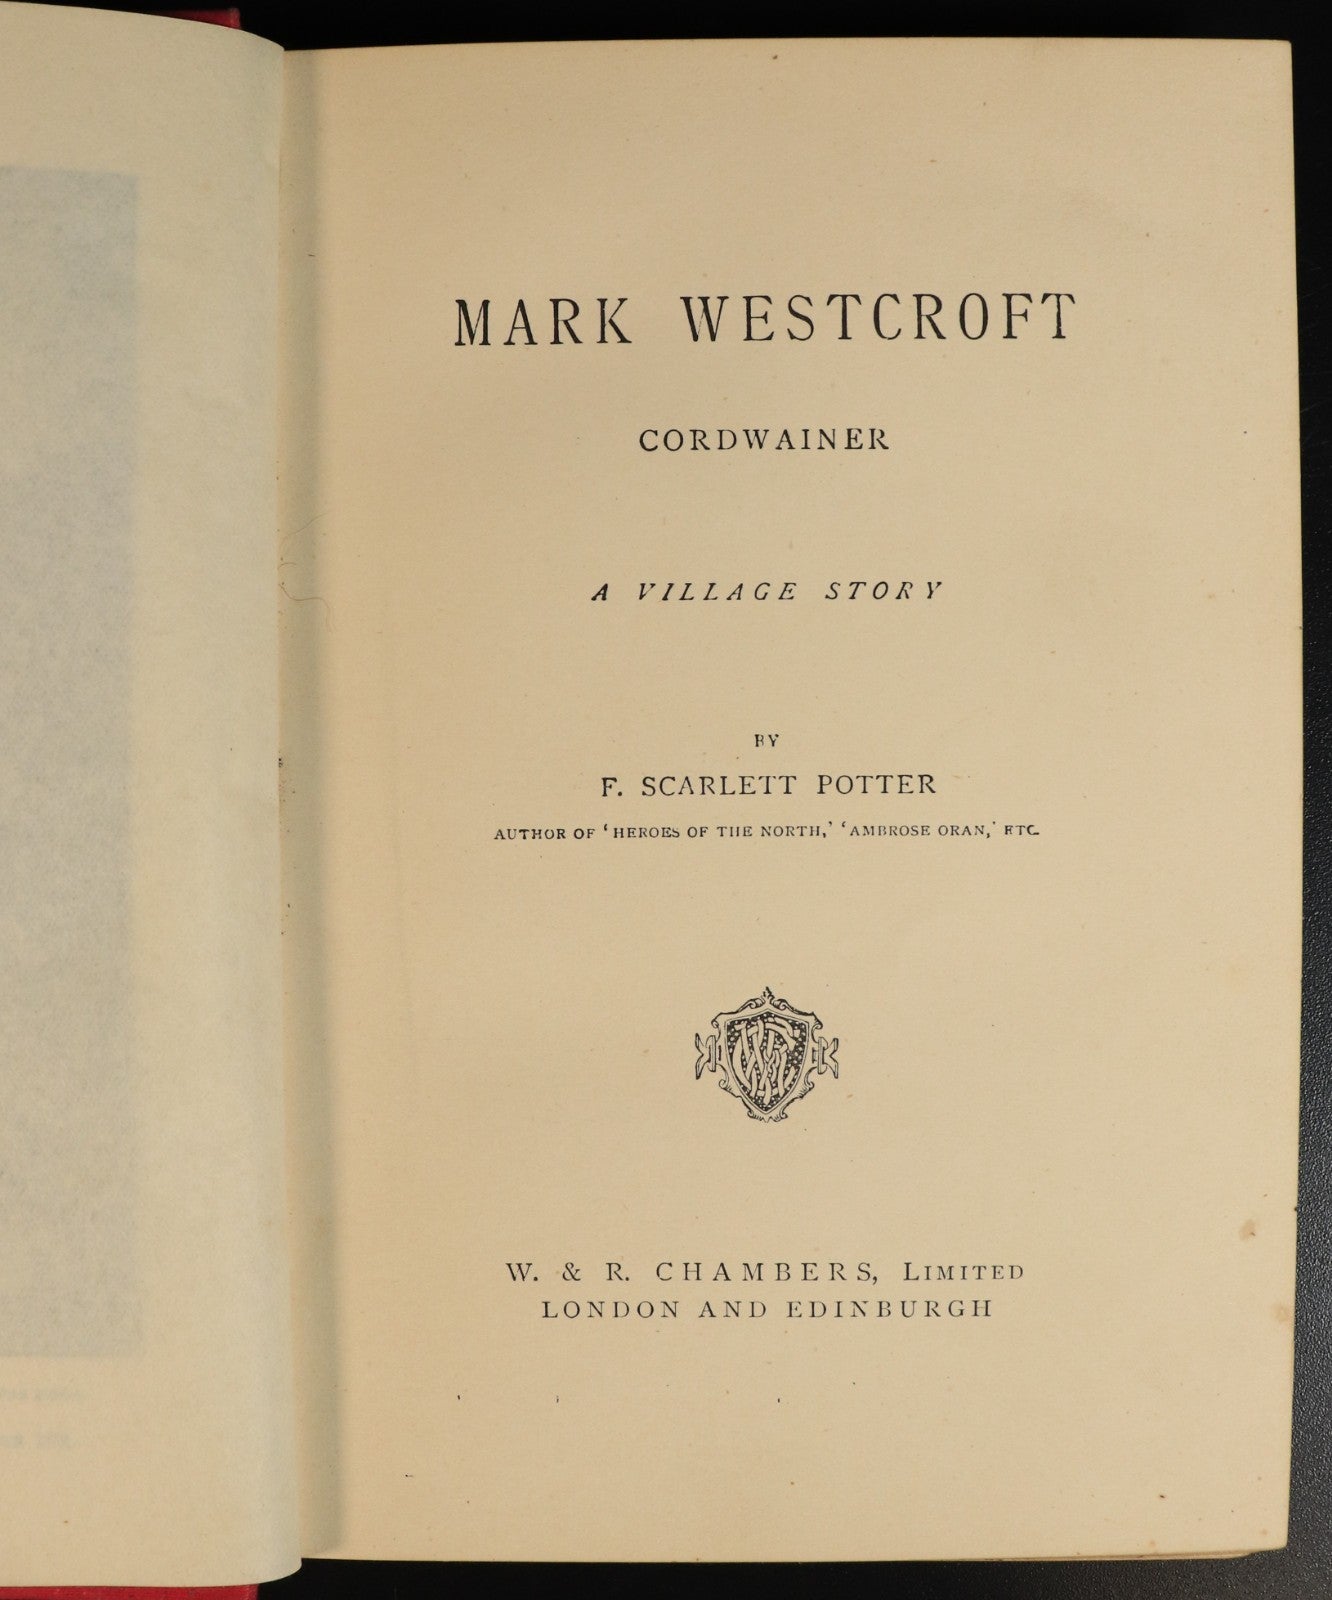 MARK WESTCROFT
CORDWAINER
A VILLAGE STORY
BY
F. SCARLETT POTTER
AUTHOR OF 'HEROES OF THE NORTH,' 'AMBROSE ORAN,' ETC.
W. & R. CHAMBERS, LIMITED
LONDON AND EDINBURGH